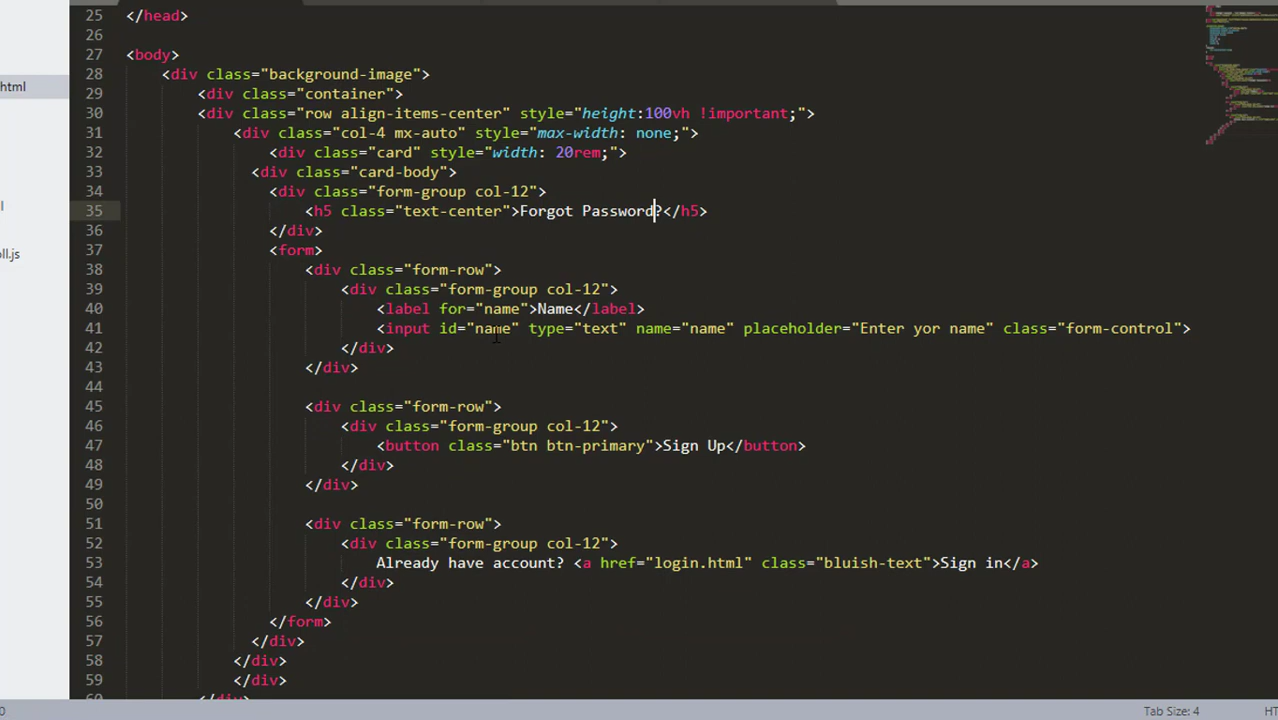 25 </head>
26
27 <body>
28 <div class="background-image">
html
29 <div class="container">
30 <div class="row align-items-center" style="height:100vh !important;">
31 <div class="col-4 mx-auto" style="max-width: none;">
32 <div class="card" style="width: 20rem;">
33 <div class="card-body">
34 <div class="form-group col-12">
35 <h5 class="text-center">Forgot Password?</h5>
36 </div>
37 <form>
ll.js
38 <div class="form-row">
39 <div class="form-group col-12">
40 <label for="name">Name</label>
41 <input id="name" type="text" name="name" placeholder="Enter yor name" class="form-control">
42 </div>
43 </div>
44
45 <div class="form-row">
46 <div class="form-group col-12">
47 <button class="btn btn-primary">Sign Up</button>
48 </div>
49 </div>
50
51 <div class="form-row">
52 <div class="form-group col-12">
53 Already have account? <a href="login.html" class="bluish-text">Sign in</a>
54 </div>
55 </div>
56 </form>
57 </div>
58 </div>
59 </div>
60 </div>
Tab Size: 4